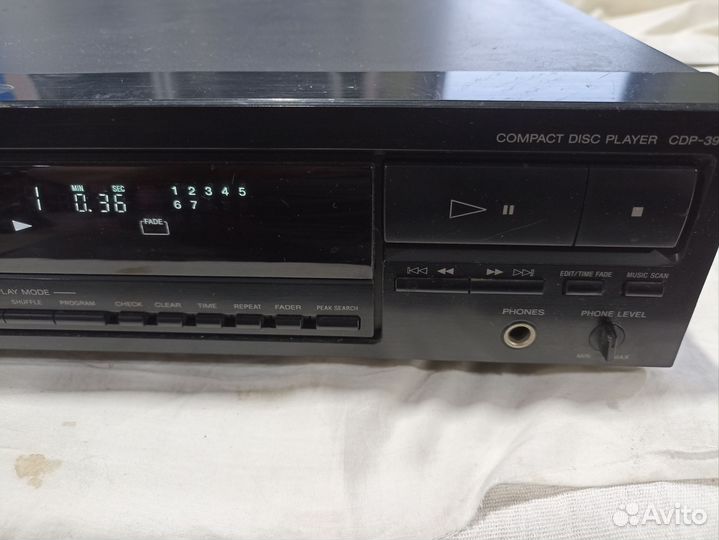 COMPACT DISC PLAYER CDP-39
1 MIN SEC
0.36
1 2 3 4 5
6 7
FADE
LAY MODE
SHUFFLE PROGRAM CHECK CLEAR TIME REPEAT FADER PEAK SEARCH
EDIT/TIME FADE MUSIC SCAN
PHONES PHONE LEVEL
MIN MAX
Avito